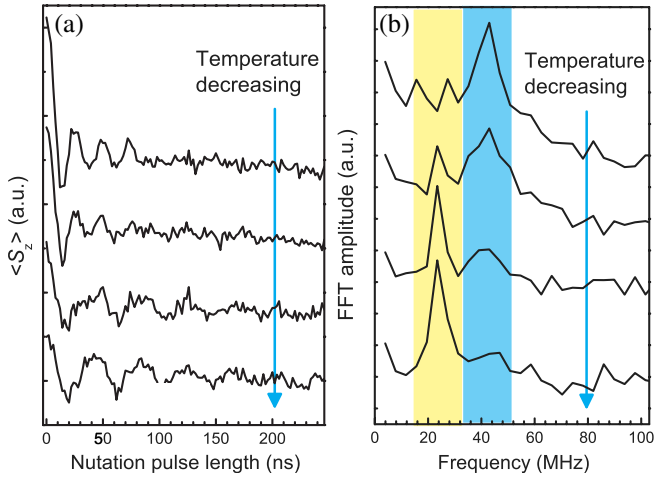 (a)
Temperature
decreasing
<Sz> (a.u.)
0 50 100 150 200
Nutation pulse length (ns)
(b)
Temperature
decreasing
FFT amplitude (a.u.)
0 20 40 60 80 100
Frequency (MHz)